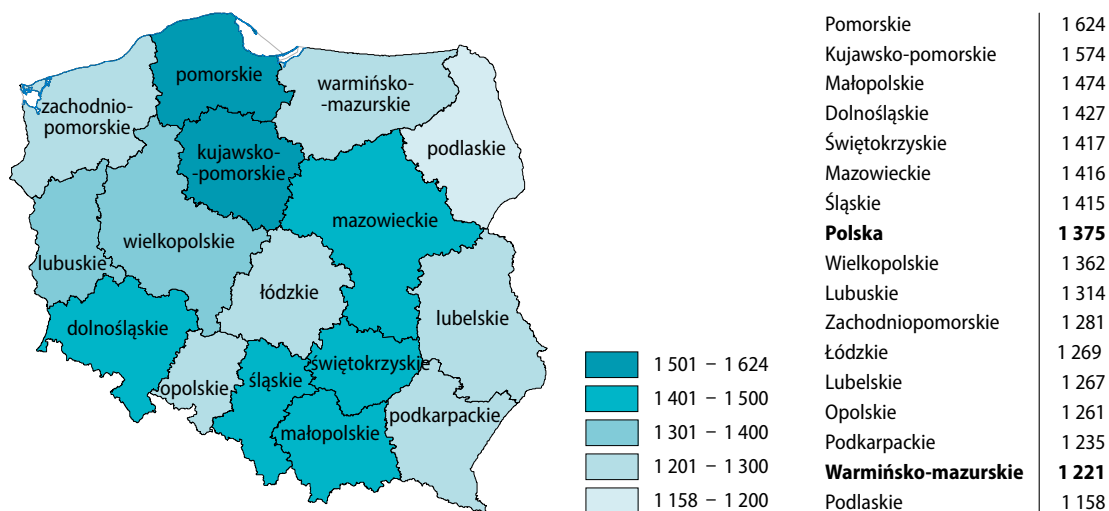 pomorskie
warmińsko-
-mazurskie
zachodnio-
pomorskie
kujawsko-
-pomorskie
podlaskie
mazowieckie
wielkopolskie
lubuskie
łódzkie
lubelskie
dolnośląskie
opolskie
śląskie
świętokrzyskie
małopolskie
podkarpackie
1 501 – 1 624
1 401 – 1 500
1 301 – 1 400
1 201 – 1 300
1 158 – 1 200
Pomorskie 1 624
Kujawsko-pomorskie 1 574
Małopolskie 1 474
Dolnośląskie 1 427
Świętokrzyskie 1 417
Mazowieckie 1 416
Śląskie 1 415
Polska 1 375
Wielkopolskie 1 362
Lubuskie 1 314
Zachodniopomorskie 1 281
Łódzkie 1 269
Lubelskie 1 267
Opolskie 1 261
Podkarpackie 1 235
Warmińsko-mazurskie 1 221
Podlaskie 1 158